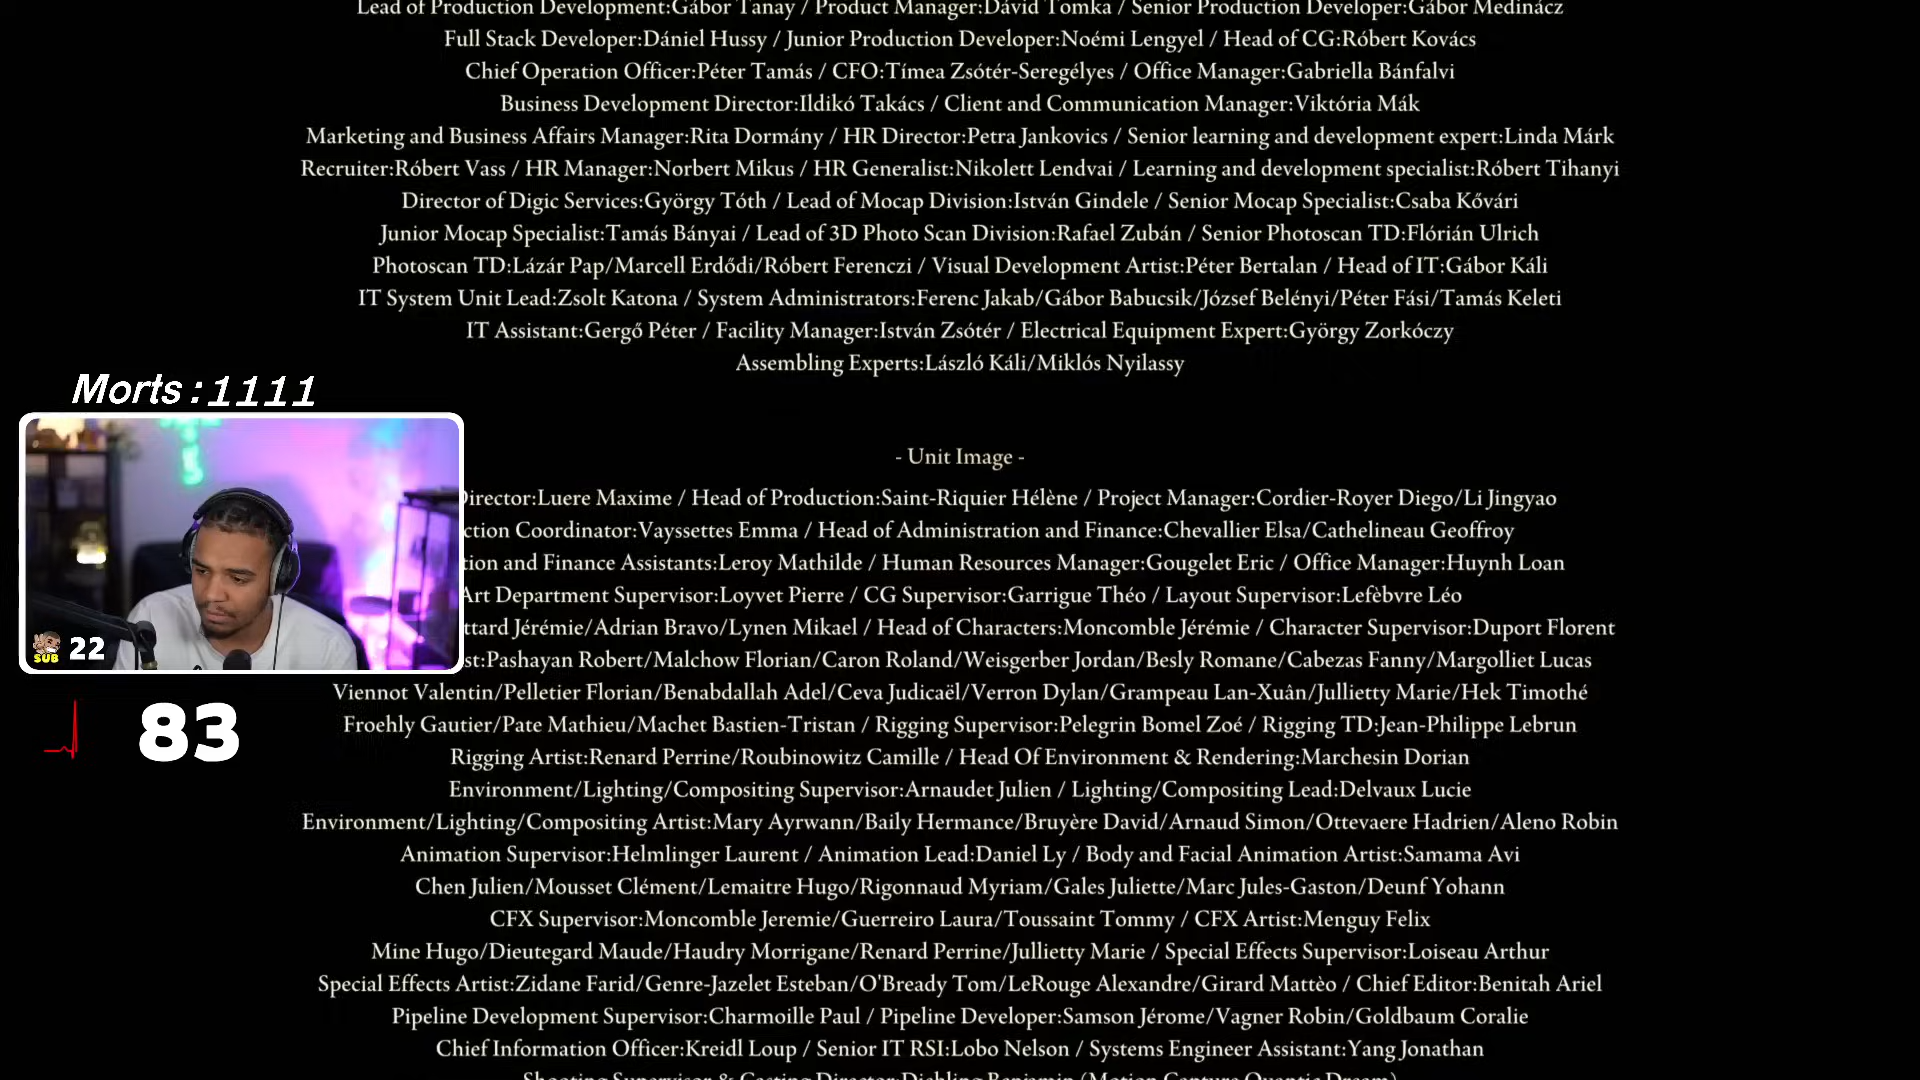 Lead of Production Development:Gábor Tanay / Product Manager:Dávid Tomka / Senior Production Developer:Gábor Medinácz
Full Stack Developer:Dániel Hussy / Junior Production Developer:Noémi Lengyel / Head of CG:Róbert Kovács
Chief Operation Officer:Péter Tamás / CFO:Tímea Zsótér-Seregélyes / Office Manager:Gabriella Bánfalvi
Business Development Director:Ildikó Takács / Client and Communication Manager:Viktória Mák
Marketing and Business Affairs Manager:Rita Dormány / HR Director:Petra Jankovics / Senior learning and development expert:Linda Márk
Recruiter:Róbert Vass / HR Manager:Norbert Mikus / HR Generalist:Nikolett Lendvai / Learning and development specialist:Róbert Tihanyi
Director of Digic Services:György Tóth / Lead of Mocap Division:István Gindele / Senior Mocap Specialist:Csaba Kővári
Junior Mocap Specialist:Tamás Bányai / Lead of 3D Photo Scan Division:Rafael Zubán / Senior Photoscan TD:Flórián Ulrich
Photoscan TD:Lázár Pap/Marcell Erdődi/Róbert Ferenczi / Visual Development Artist:Péter Bertalan / Head of IT:Gábor Káli
IT System Unit Lead:Zsolt Katona / System Administrators:Ferenc Jakab/Gábor Babucsik/József Belényi/Péter Fási/Tamás Keleti
IT Assistant:Gergő Péter / Facility Manager:István Zsótér / Electrical Equipment Expert:György Zorkóczy
Assembling Experts:László Káli/Miklós Nyilassy
Morts:1111
- Unit Image -
Director:Luere Maxime / Head of Production:Saint-Riquier Hélène / Project Manager:Cordier-Royer Diego/Li Jingyao
ction Coordinator:Vayssettes Emma / Head of Administration and Finance:Chevallier Elsa/Cathelineau Geoffroy
tion and Finance Assistants:Leroy Mathilde / Human Resources Manager:Gougelet Eric / Office Manager:Huynh Loan
Art Department Supervisor:Loyvet Pierre / CG Supervisor:Garrigue Théo / Layout Supervisor:Lefèbvre Léo
ttard Jérémie/Adrian Bravo/Lynen Mikael / Head of Characters:Moncomble Jérémie / Character Supervisor:Duport Florent
SUB 22
st:Pashayan Robert/Malchow Florian/Caron Roland/Weisgerber Jordan/Besly Romane/Cabezas Fanny/Margolliet Lucas
Viennot Valentin/Pelletier Florian/Benabdallah Adel/Ceva Judicaël/Verron Dylan/Grampeau Lan-Xuân/Jullietty Marie/Hek Timothé
83
Froehly Gautier/Pate Mathieu/Machet Bastien-Tristan / Rigging Supervisor:Pelegrin Bomel Zoé / Rigging TD:Jean-Philippe Lebrun
Rigging Artist:Renard Perrine/Roubinowitz Camille / Head Of Environment & Rendering:Marchesin Dorian
Environment/Lighting/Compositing Supervisor:Arnaudet Julien / Lighting/Compositing Lead:Delvaux Lucie
Environment/Lighting/Compositing Artist:Mary Ayrwann/Baily Hermance/Bruyère David/Arnaud Simon/Ottevaere Hadrien/Aleno Robin
Animation Supervisor:Helmlinger Laurent / Animation Lead:Daniel Ly / Body and Facial Animation Artist:Samama Avi
Chen Julien/Mousset Clément/Lemaitre Hugo/Rigonnaud Myriam/Gales Juliette/Marc Jules-Gaston/Deunf Yohann
CFX Supervisor:Moncomble Jeremie/Guerreiro Laura/Toussaint Tommy / CFX Artist:Menguy Felix
Mine Hugo/Dieutegard Maude/Haudry Morrigane/Renard Perrine/Jullietty Marie / Special Effects Supervisor:Loiseau Arthur
Special Effects Artist:Zidane Farid/Genre-Jazelet Esteban/O'Bready Tom/LeRouge Alexandre/Girard Mattèo / Chief Editor:Benitah Ariel
Pipeline Development Supervisor:Charmoille Paul / Pipeline Developer:Samson Jérome/Vagner Robin/Goldbaum Coralie
Chief Information Officer:Kreidl Loup / Senior IT RSI:Lobo Nelson / Systems Engineer Assistant:Yang Jonathan
Shooting Supervisor & Casting Director:Diebling Benjamin (Motion Capture Quantic Dream)